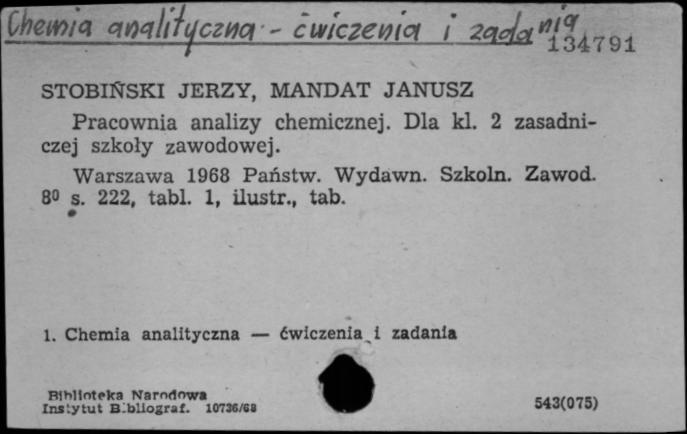 Chemia analityczna - ćwiczenia i zadania
134791
STOBIŃSKI JERZY, MANDAT JANUSZ
Pracownia analizy chemicznej. Dla kl. 2 zasadni-
czej szkoły zawodowej.
Warszawa 1968 Państw. Wydawn. Szkoln. Zawod.
8⁰ s. 222, tabl. 1, ilustr., tab.
1. Chemia analityczna — ćwiczenia i zadania
Biblioteka Narodowa
Instytut Bibliograf. 10736/68
543(075)